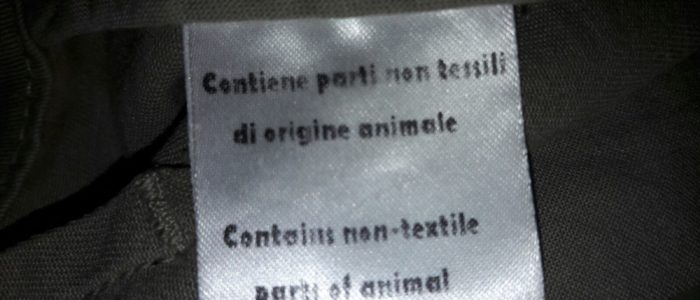 Contiene parti non tessili
di origine animale
Contains non-textile
parts of animal